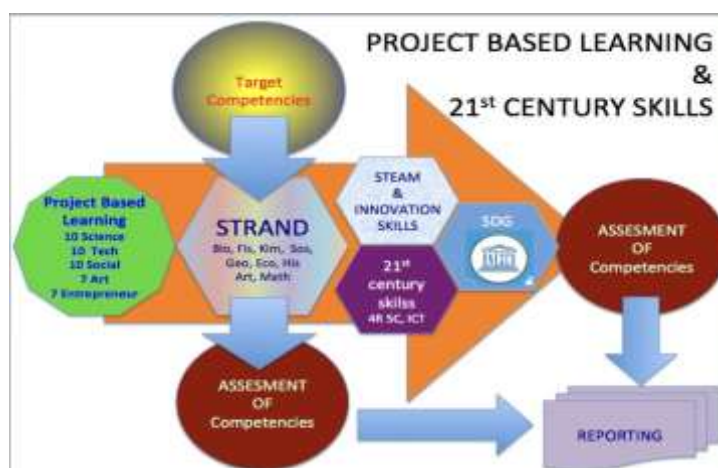 PROJECT BASED LEARNING
&
21st CENTURY SKILLS
Target
Competencies
Project Based
Learning
10 Science
10 Tech
10 Social
7 Art
7 Entrepreneur
STRAND
Bio, Fis, Kim, Sos,
Geo, Eco, His
Art, Math
STEAM
&
INNOVATION
SKILLS
21st
century
skilss
4R 5C, ICT
SDG
ASSESMENT
OF
Competencies
ASSESMENT
OF
Competencies
REPORTING